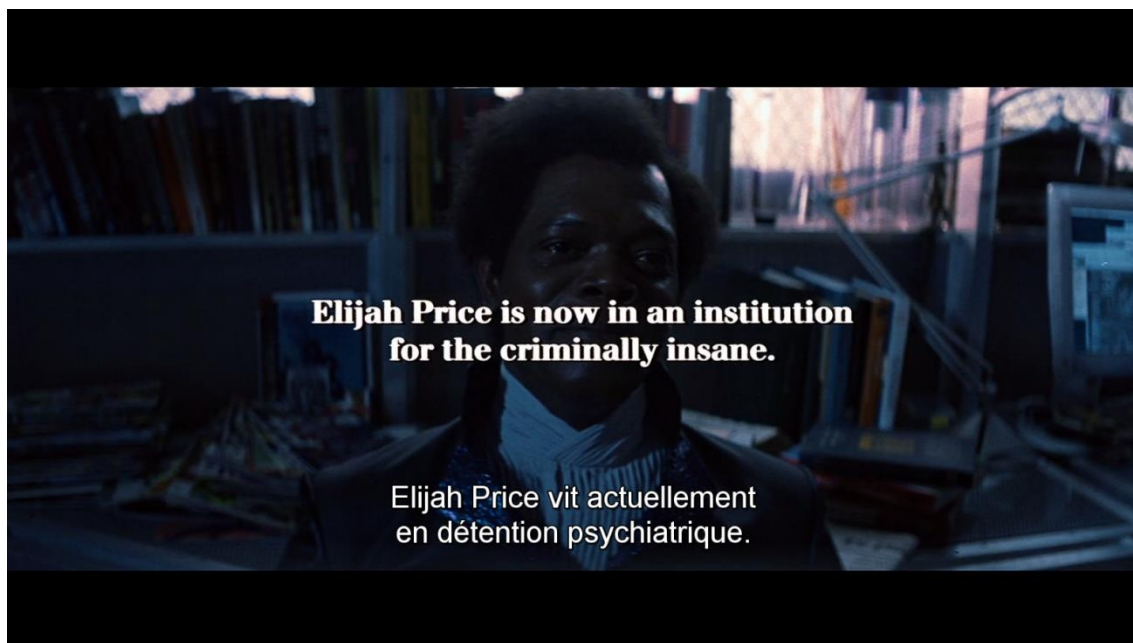 Elijah Price is now in an institution
for the criminally insane.
Elijah Price vit actuellement
en détention psychiatrique.